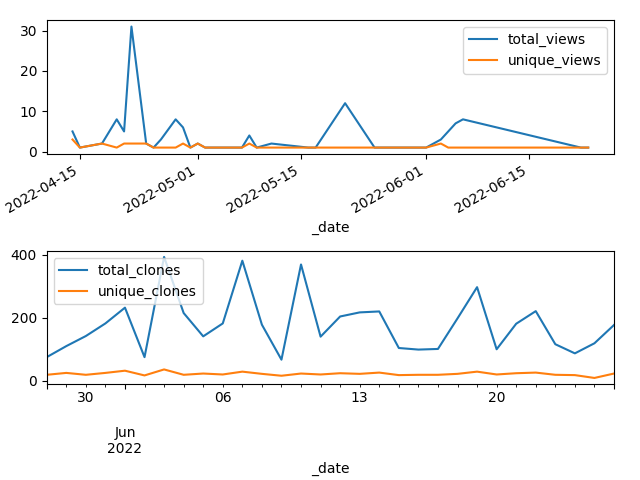 30
20
10
0
total_views
unique_views
2022-04-15
2022-05-01
2022-05-15
2022-06-01
2022-06-15
_date
400
200
0
total_clones
unique_clones
30
06
13
20
Jun
2022
_date